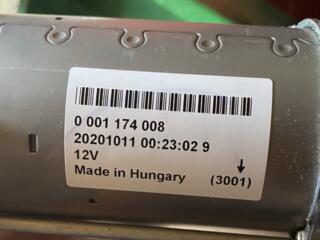 0 001 174 008
20201011 00:23:02 9
12V
Made in Hungary (3001)